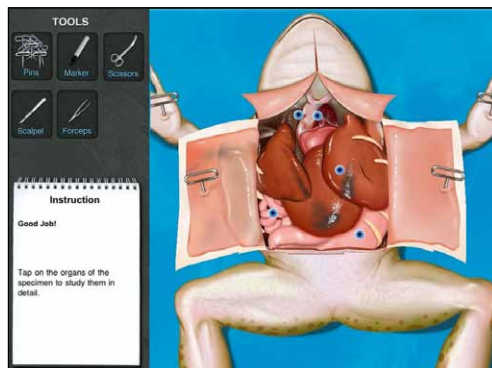 TOOLS
Pins
Marker
Scissors
Scalpel
Forceps
Instruction
Good Job!
Tap on the organs of the
specimen to study them in
detail.